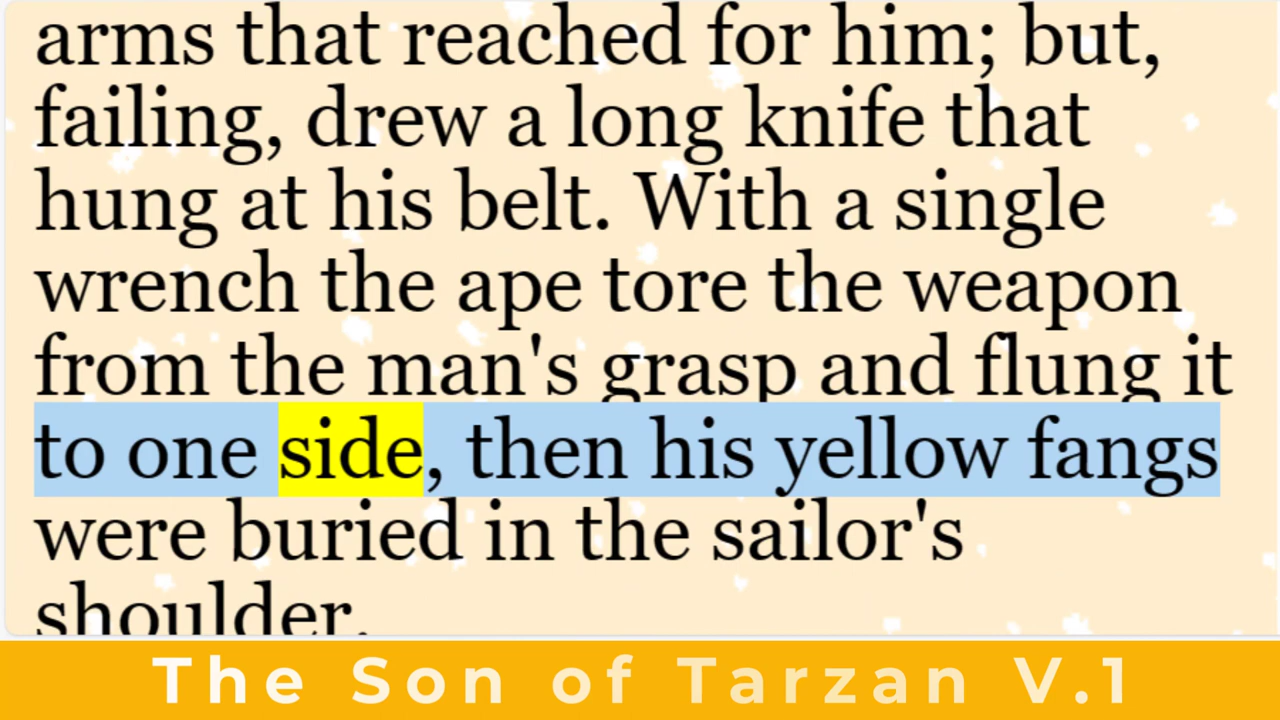 arms that reached for him; but,
failing, drew a long knife that
hung at his belt. With a single
wrench the ape tore the weapon
from the man's grasp and flung it
to one side, then his yellow fangs
were buried in the sailor's
shoulder.
The Son of Tarzan V.1